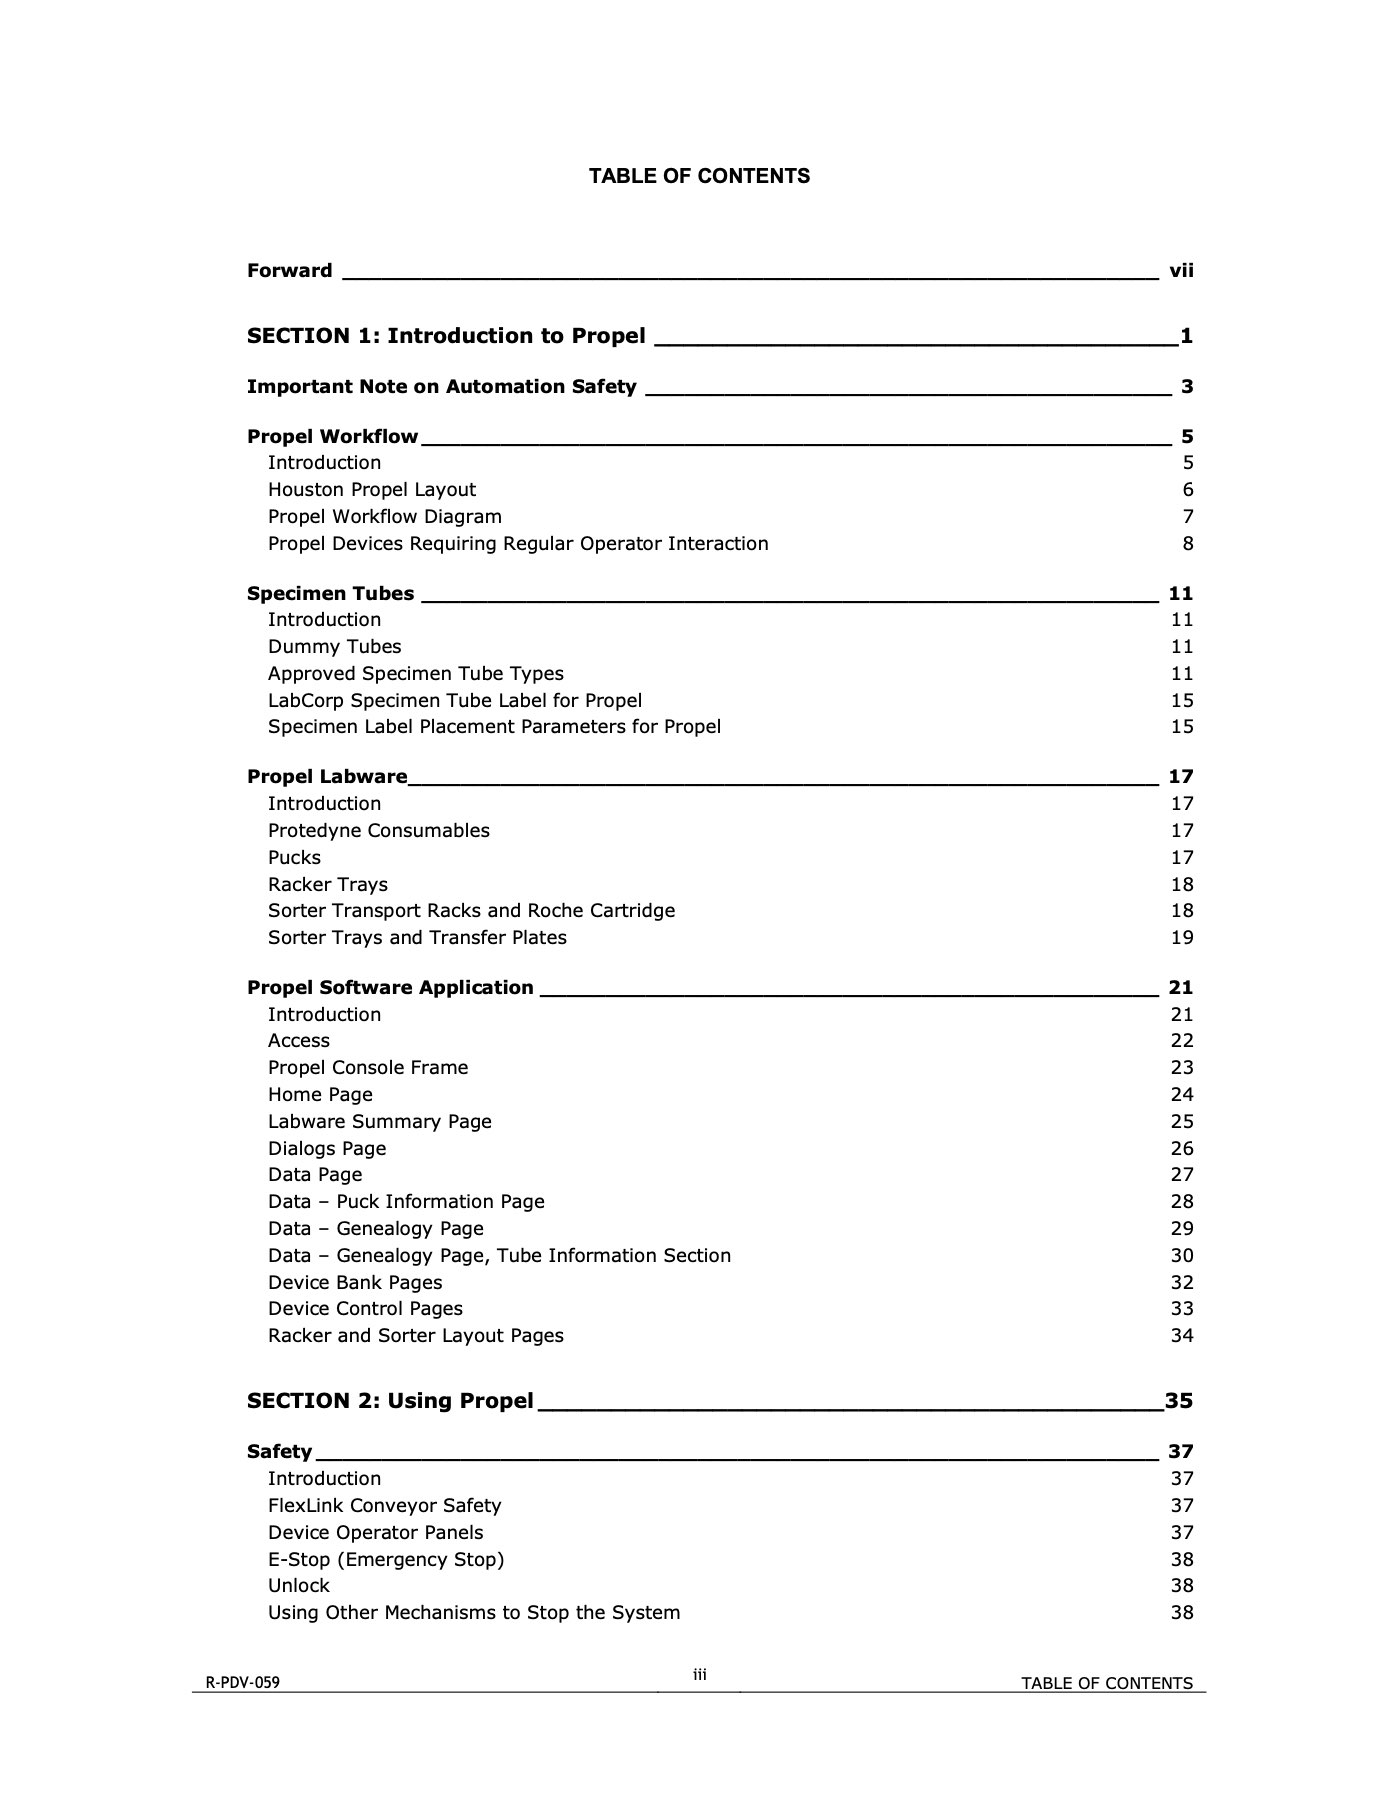 TABLE OF CONTENTS
Forward vii
SECTION 1: Introduction to Propel 1
Important Note on Automation Safety 3
Propel Workflow 5
Introduction 5
Houston Propel Layout 6
Propel Workflow Diagram 7
Propel Devices Requiring Regular Operator Interaction 8
Specimen Tubes 11
Introduction 11
Dummy Tubes 11
Approved Specimen Tube Types 11
LabCorp Specimen Tube Label for Propel 15
Specimen Label Placement Parameters for Propel 15
Propel Labware 17
Introduction 17
Protedyne Consumables 17
Pucks 17
Racker Trays 18
Sorter Transport Racks and Roche Cartridge 18
Sorter Trays and Transfer Plates 19
Propel Software Application 21
Introduction 21
Access 22
Propel Console Frame 23
Home Page 24
Labware Summary Page 25
Dialogs Page 26
Data Page 27
Data – Puck Information Page 28
Data – Genealogy Page 29
Data – Genealogy Page, Tube Information Section 30
Device Bank Pages 32
Device Control Pages 33
Racker and Sorter Layout Pages 34
SECTION 2: Using Propel 35
Safety 37
Introduction 37
FlexLink Conveyor Safety 37
Device Operator Panels 37
E-Stop (Emergency Stop) 38
Unlock 38
Using Other Mechanisms to Stop the System 38
R-PDV-059 iii TABLE OF CONTENTS